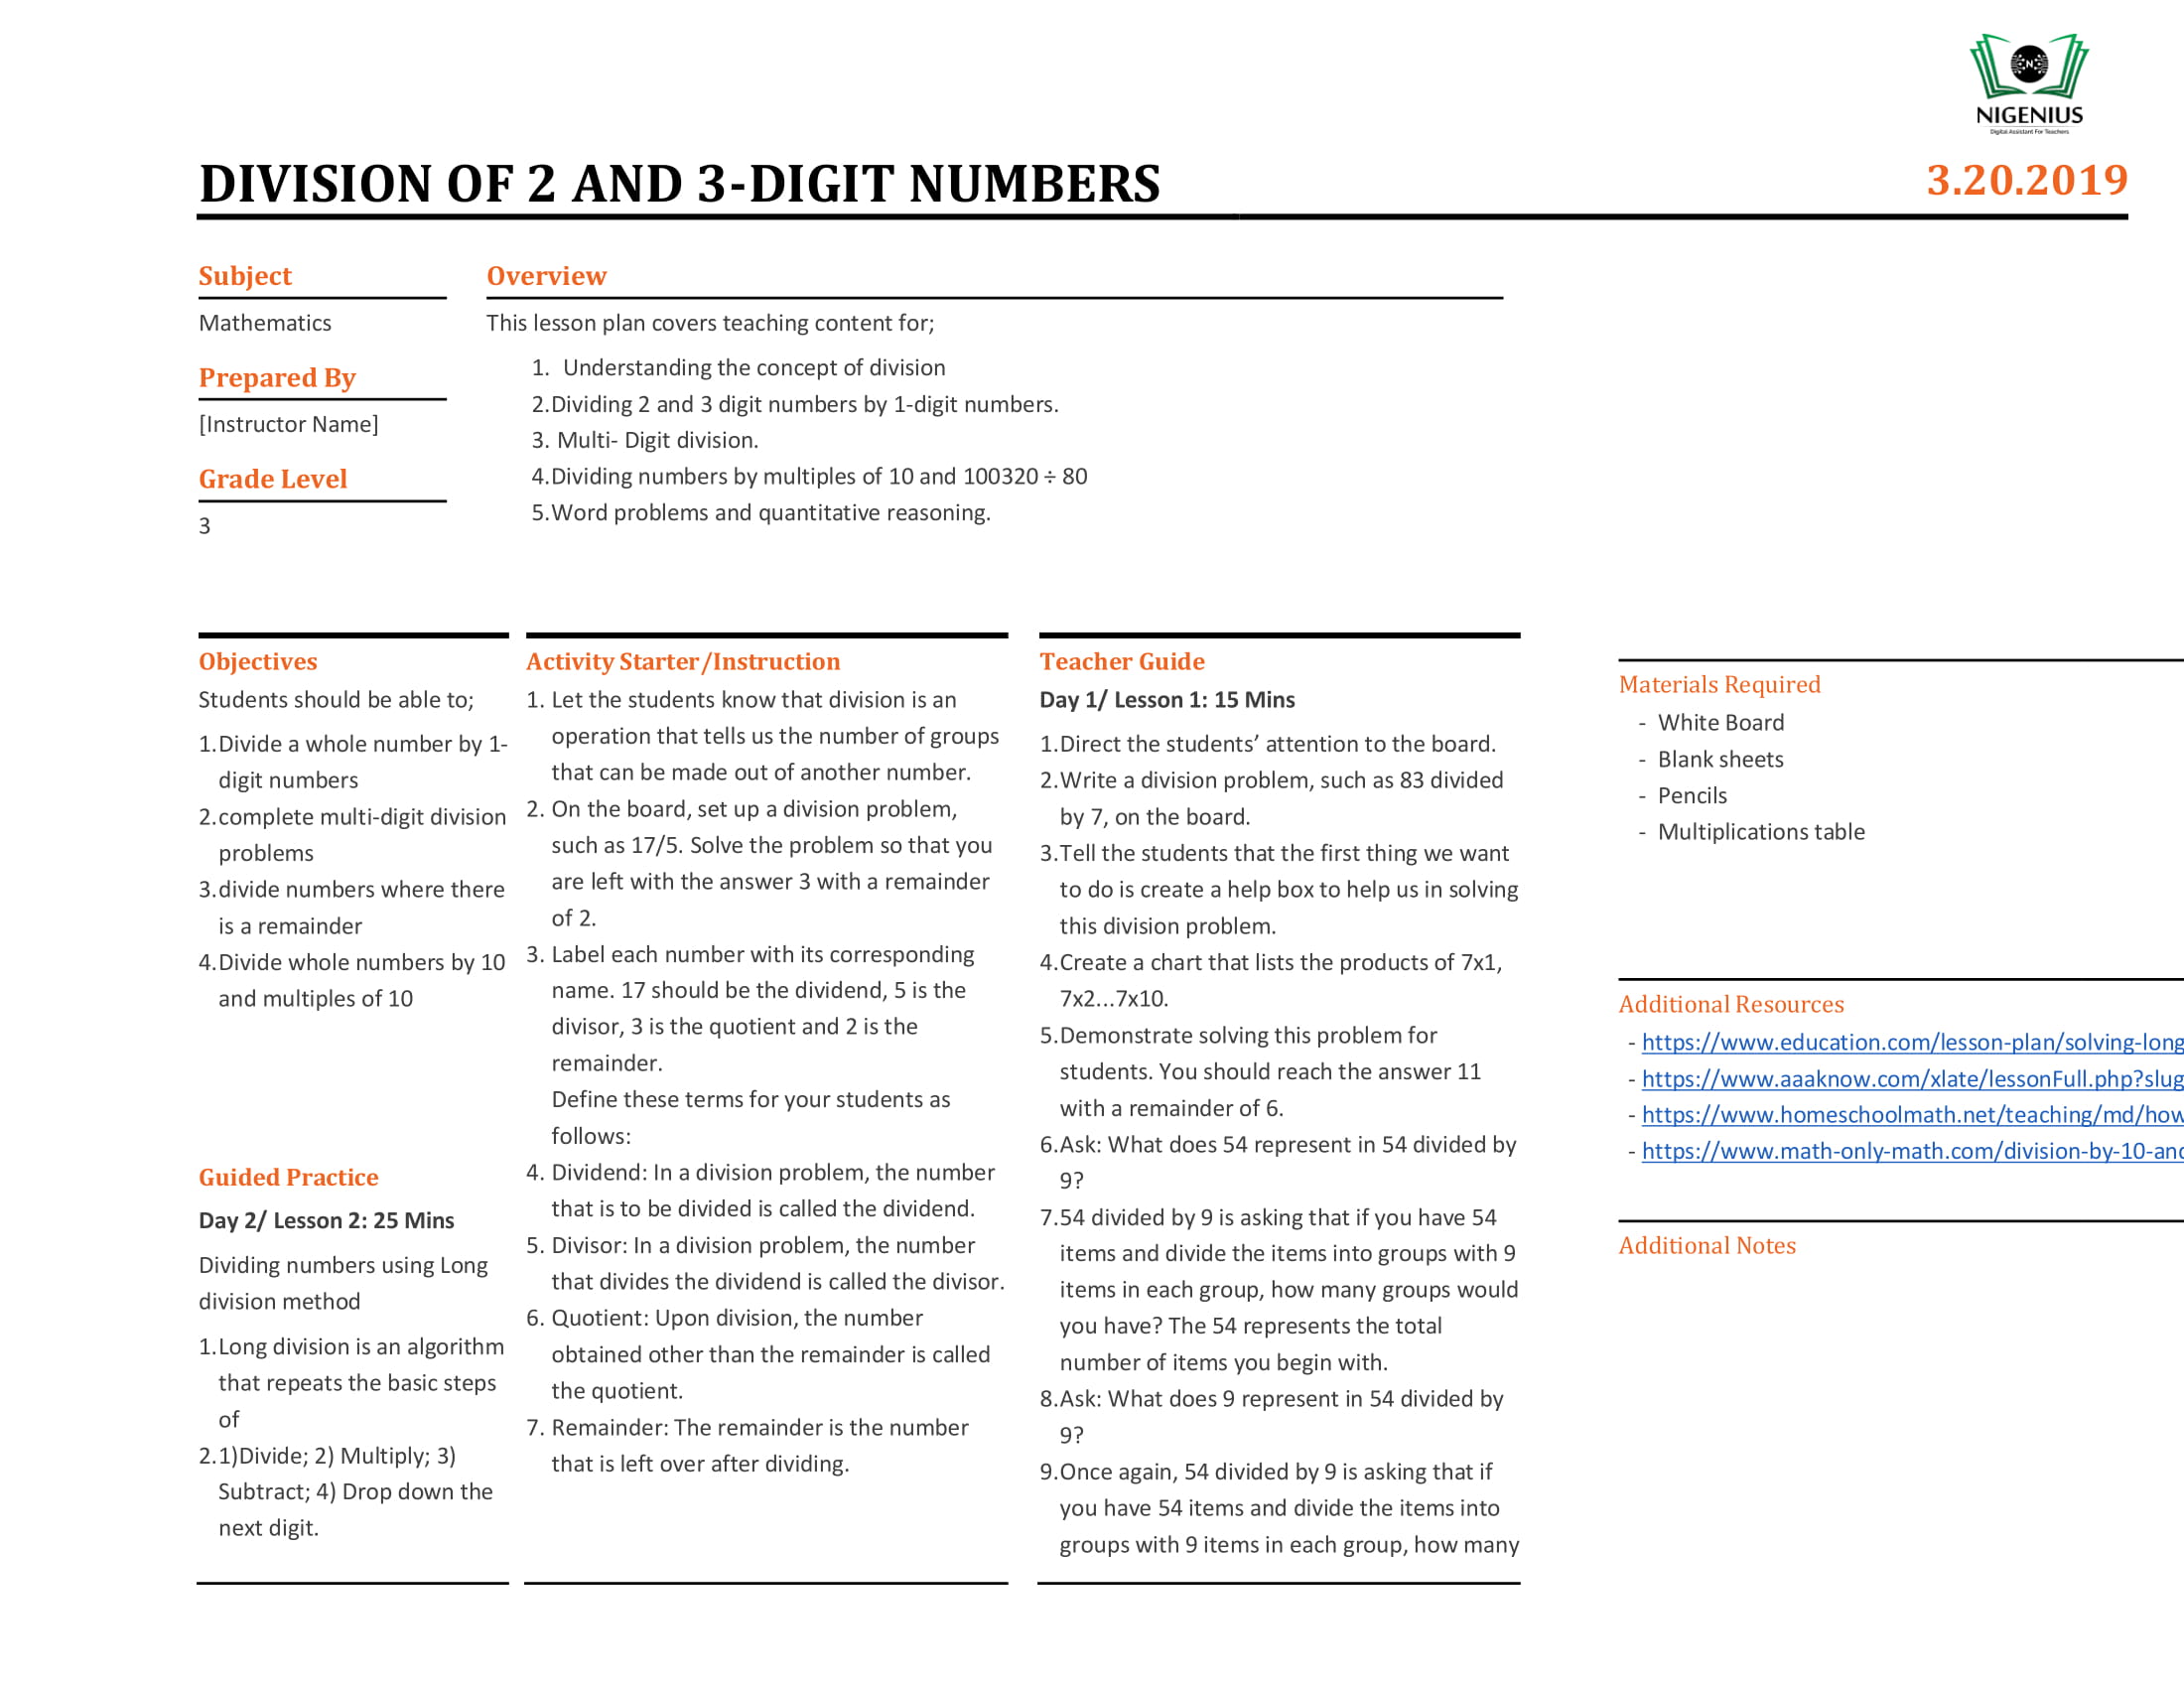 NIGENIUS
Digital Assistant For Teachers
DIVISION OF 2 AND 3-DIGIT NUMBERS
3.20.2019
Subject
Mathematics
Prepared By
[Instructor Name]
Grade Level
3
Overview
This lesson plan covers teaching content for;
1. Understanding the concept of division
2.Dividing 2 and 3 digit numbers by 1-digit numbers.
3. Multi- Digit division.
4.Dividing numbers by multiples of 10 and 100320 ÷ 80
5.Word problems and quantitative reasoning.
Objectives
Students should be able to;
1.Divide a whole number by 1-
digit numbers
2.complete multi-digit division
problems
3.divide numbers where there
is a remainder
4.Divide whole numbers by 10
and multiples of 10
Guided Practice
Day 2/ Lesson 2: 25 Mins
Dividing numbers using Long
division method
1.Long division is an algorithm
that repeats the basic steps
of
2.1)Divide; 2) Multiply; 3)
Subtract; 4) Drop down the
next digit.
Activity Starter/Instruction
1. Let the students know that division is an
operation that tells us the number of groups
that can be made out of another number.
2. On the board, set up a division problem,
such as 17/5. Solve the problem so that you
are left with the answer 3 with a remainder
of 2.
3. Label each number with its corresponding
name. 17 should be the dividend, 5 is the
divisor, 3 is the quotient and 2 is the
remainder.
Define these terms for your students as
follows:
4. Dividend: In a division problem, the number
that is to be divided is called the dividend.
5. Divisor: In a division problem, the number
that divides the dividend is called the divisor.
6. Quotient: Upon division, the number
obtained other than the remainder is called
the quotient.
7. Remainder: The remainder is the number
that is left over after dividing.
Teacher Guide
Day 1/ Lesson 1: 15 Mins
1.Direct the students’ attention to the board.
2.Write a division problem, such as 83 divided
by 7, on the board.
3.Tell the students that the first thing we want
to do is create a help box to help us in solving
this division problem.
4.Create a chart that lists the products of 7x1,
7x2...7x10.
5.Demonstrate solving this problem for
students. You should reach the answer 11
with a remainder of 6.
6.Ask: What does 54 represent in 54 divided by
9?
7.54 divided by 9 is asking that if you have 54
items and divide the items into groups with 9
items in each group, how many groups would
you have? The 54 represents the total
number of items you begin with.
8.Ask: What does 9 represent in 54 divided by
9?
9.Once again, 54 divided by 9 is asking that if
you have 54 items and divide the items into
groups with 9 items in each group, how many
Materials Required
- White Board
- Blank sheets
- Pencils
- Multiplications table
Additional Resources
- https://www.education.com/lesson-plan/solving-long
- https://www.aaaknow.com/xlate/lessonFull.php?slug
- https://www.homeschoolmath.net/teaching/md/how
- https://www.math-only-math.com/division-by-10-and
Additional Notes